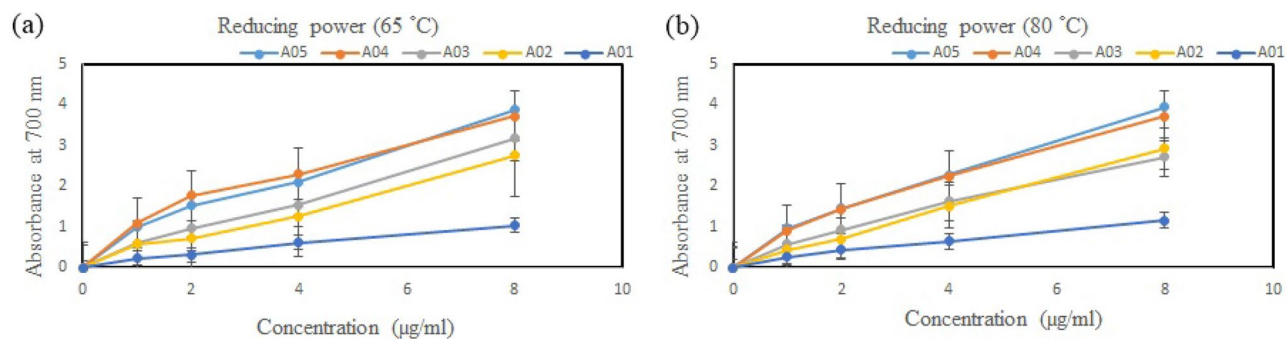 (a)
Reducing power (65 ˚C)
A05 A04 A03 A02 A01
Absorbance at 700 nm
5
4
3
2
1
0
0 2 4 6 8 10
Concentration (µg/ml)
(b)
Reducing power (80 ˚C)
A05 A04 A03 A02 A01
Absorbance at 700 nm
5
4
3
2
1
0
0 2 4 6 8 10
Concentration (µg/ml)